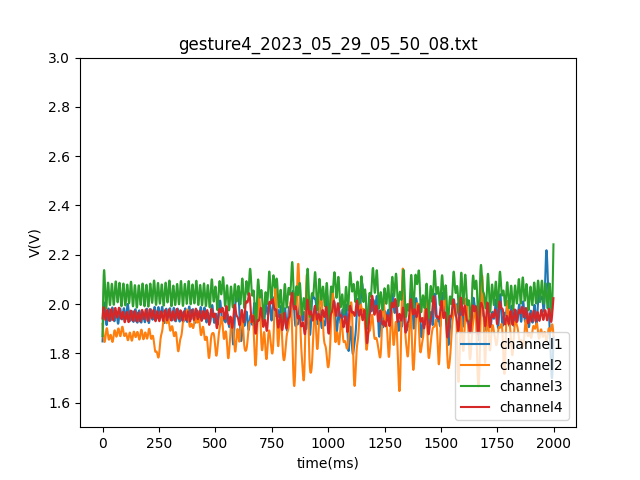 gesture4_2023_05_29_05_50_08.txt
3.0
2.8
2.6
2.4
2.2
2.0
1.8
1.6
V(V)
channel1
channel2
channel3
channel4
0 250 500 750 1000 1250 1500 1750 2000
time(ms)